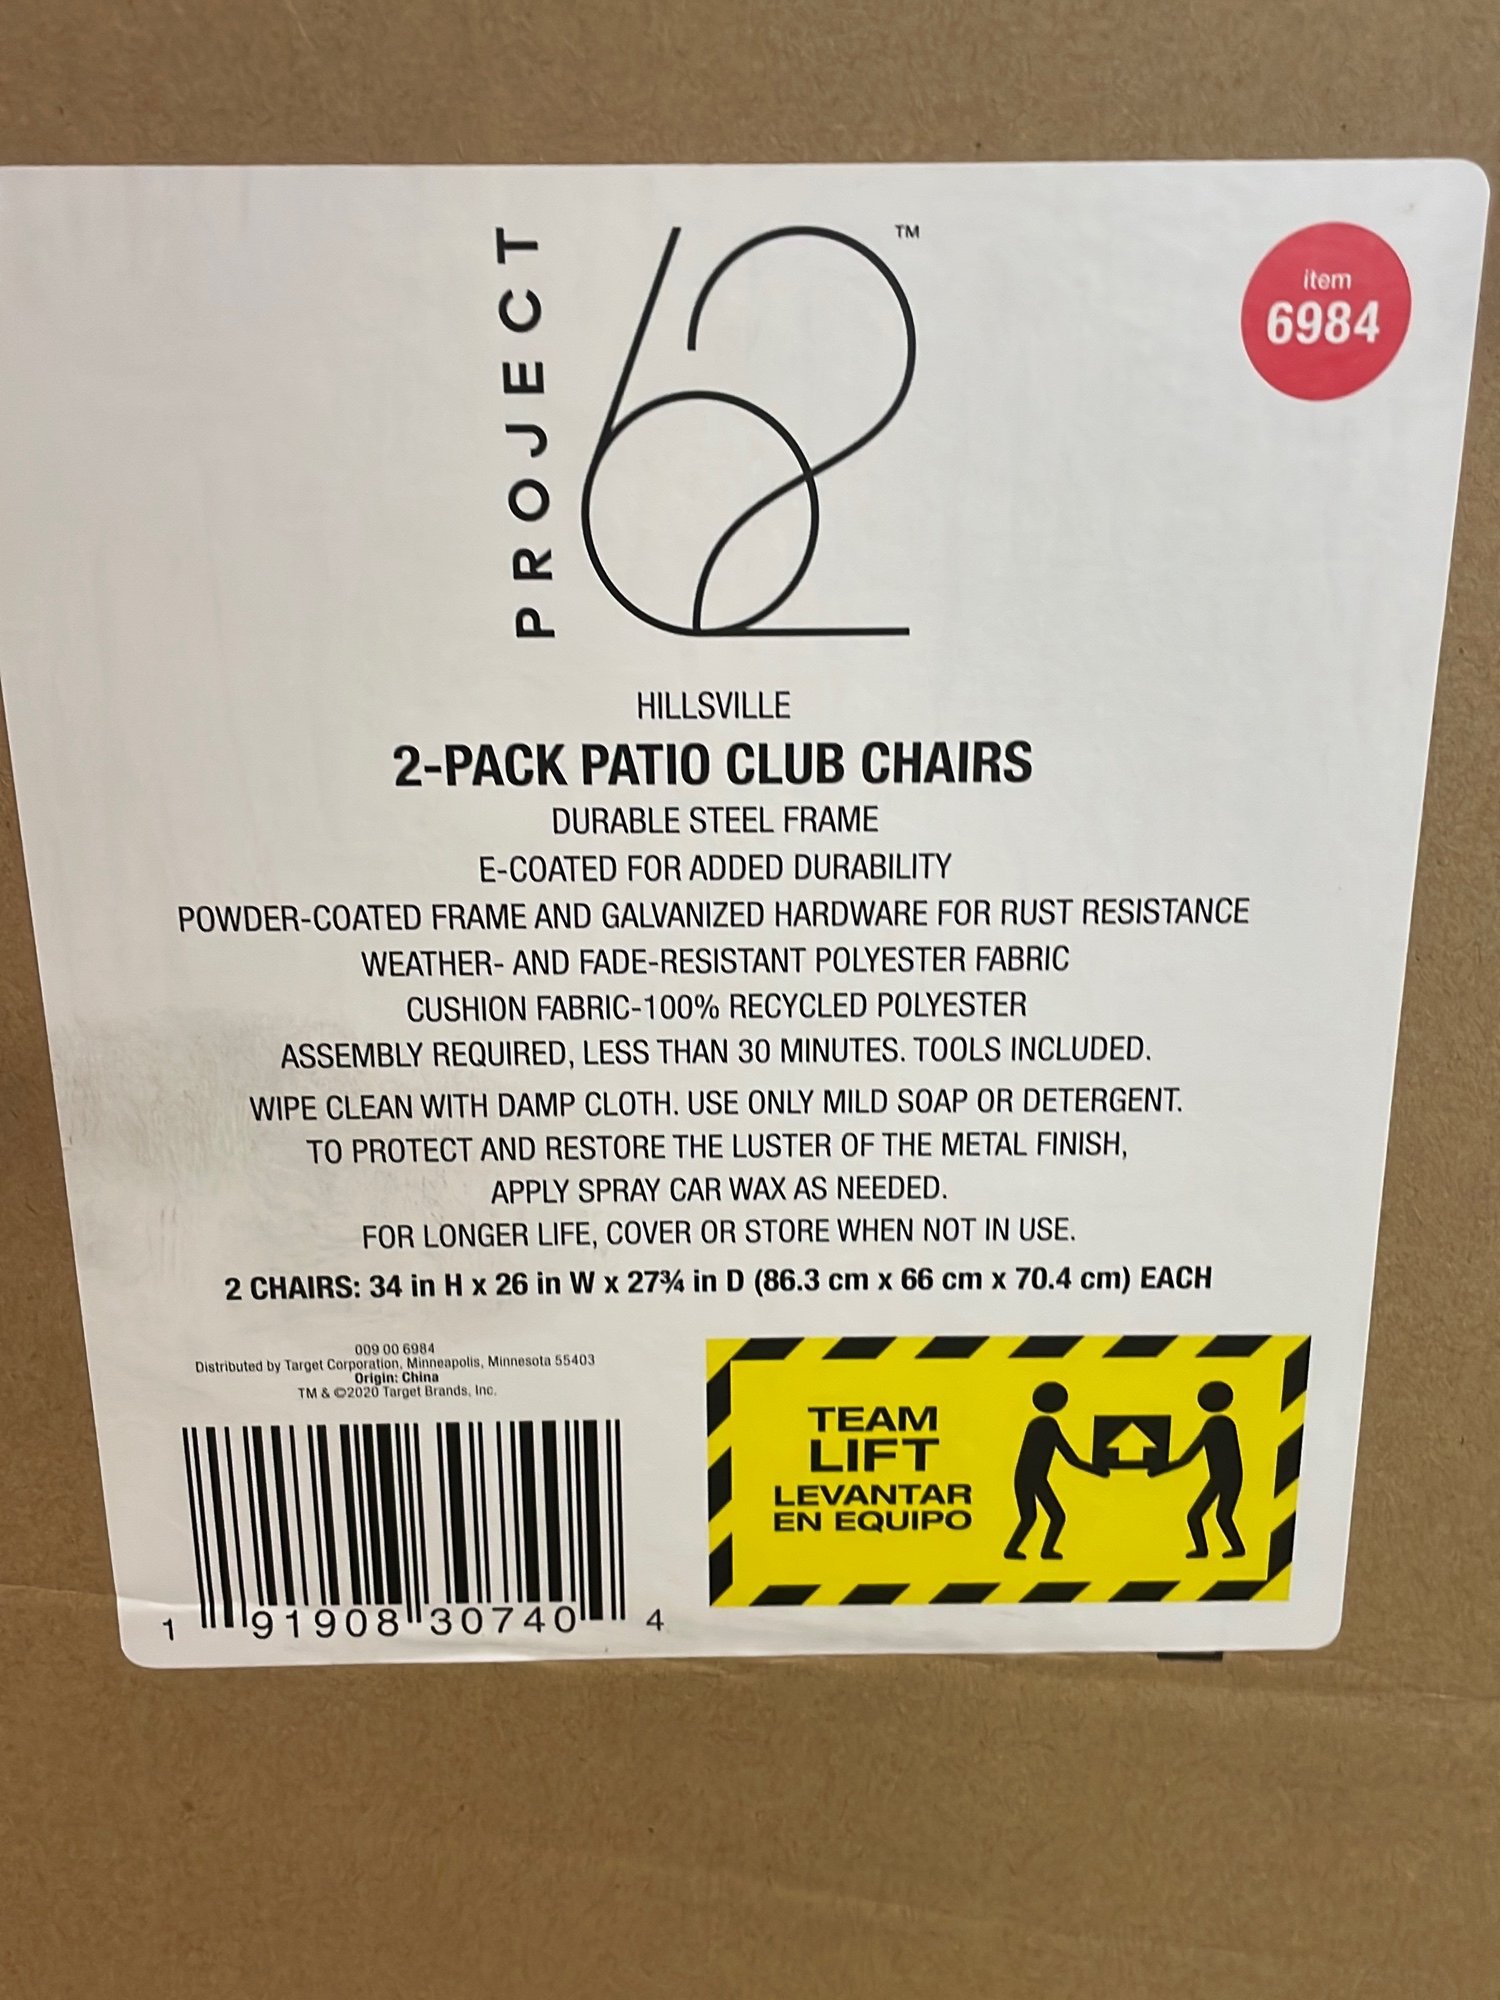 PROJECT
62™
item
6984
HILLSVILLE
2-PACK PATIO CLUB CHAIRS
DURABLE STEEL FRAME
E-COATED FOR ADDED DURABILITY
POWDER-COATED FRAME AND GALVANIZED HARDWARE FOR RUST RESISTANCE
WEATHER- AND FADE-RESISTANT POLYESTER FABRIC
CUSHION FABRIC-100% RECYCLED POLYESTER
ASSEMBLY REQUIRED, LESS THAN 30 MINUTES. TOOLS INCLUDED.
WIPE CLEAN WITH DAMP CLOTH. USE ONLY MILD SOAP OR DETERGENT.
TO PROTECT AND RESTORE THE LUSTER OF THE METAL FINISH,
APPLY SPRAY CAR WAX AS NEEDED.
FOR LONGER LIFE, COVER OR STORE WHEN NOT IN USE.
2 CHAIRS: 34 in H x 26 in W x 27¾ in D (86.3 cm x 66 cm x 70.4 cm) EACH
009 00 6984
Distributed by Target Corporation, Minneapolis, Minnesota 55403
Origin: China
TM & ©2020 Target Brands, Inc.
1 91908 30740 4
TEAM
LIFT
LEVANTAR
EN EQUIPO